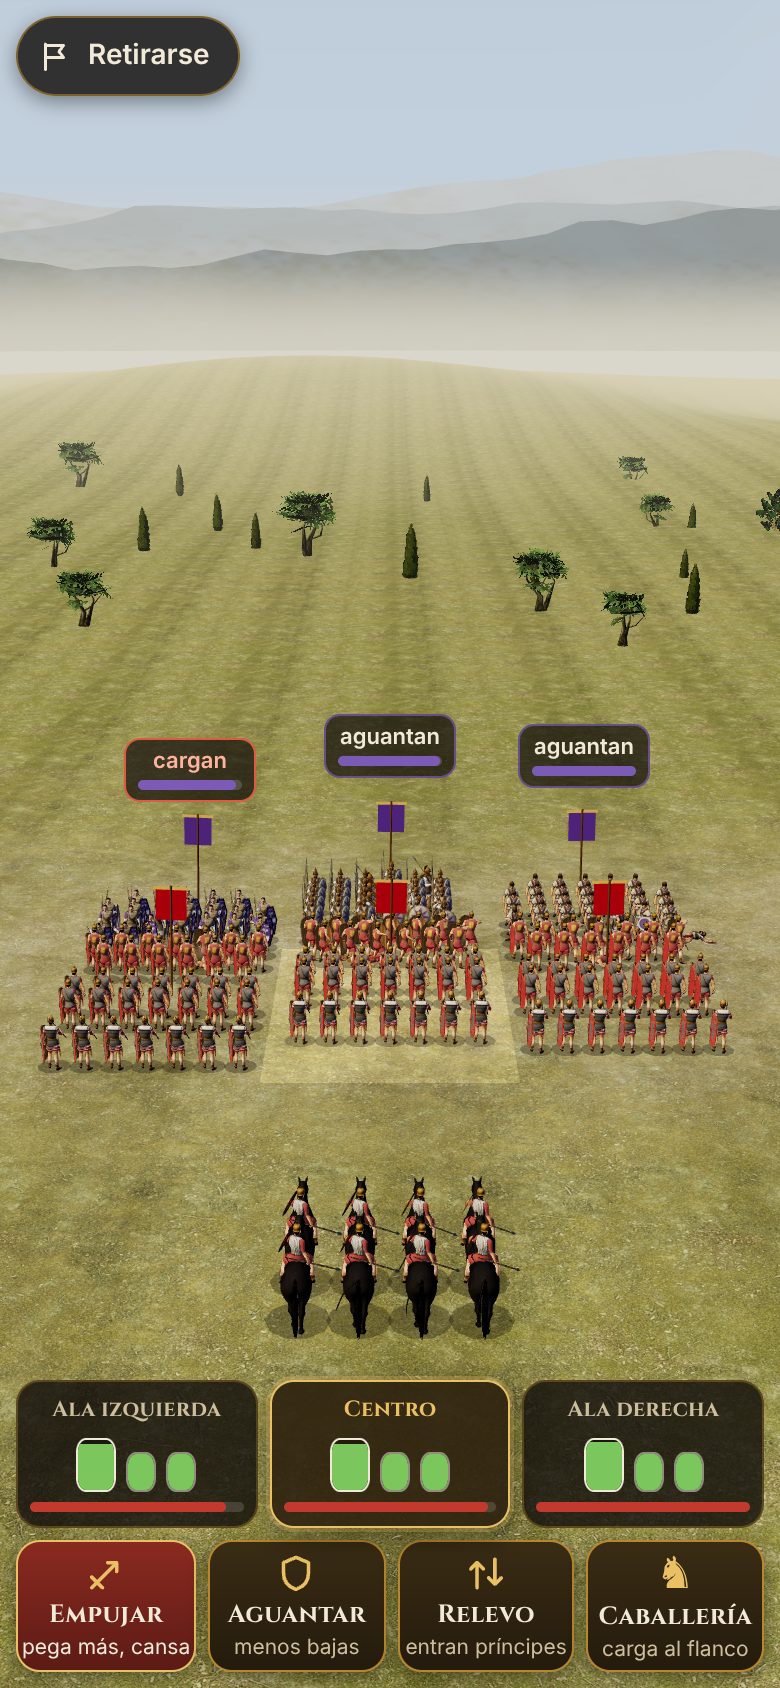 Retirarse
cargan
aguantan
aguantan
ALA IZQUIERDA
CENTRO
ALA DERECHA
EMPUJAR
pega más, cansa
AGUANTAR
menos bajas
RELEVO
entran príncipes
CABALLERÍA
carga al flanco